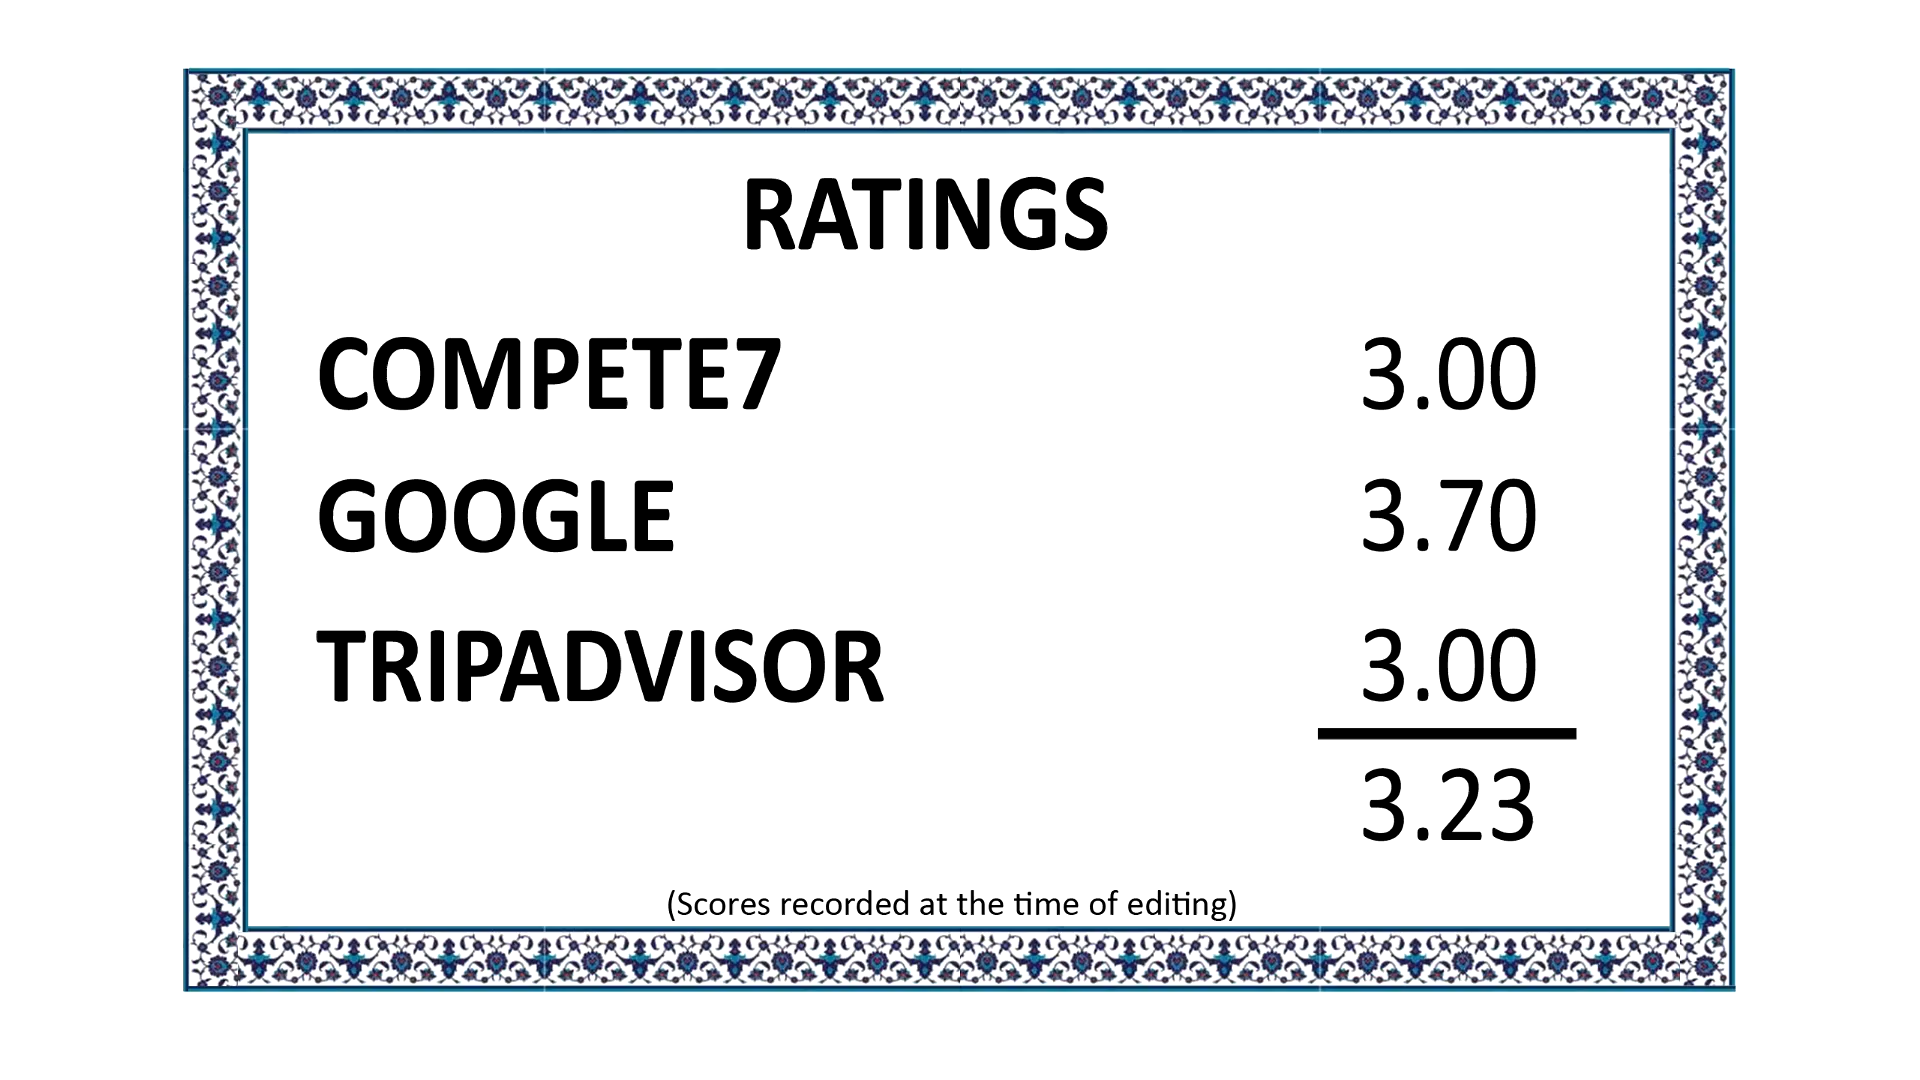 RATINGS
COMPETE7 3.00
GOOGLE 3.70
TRIPADVISOR 3.00
3.23
(Scores recorded at the time of editing)